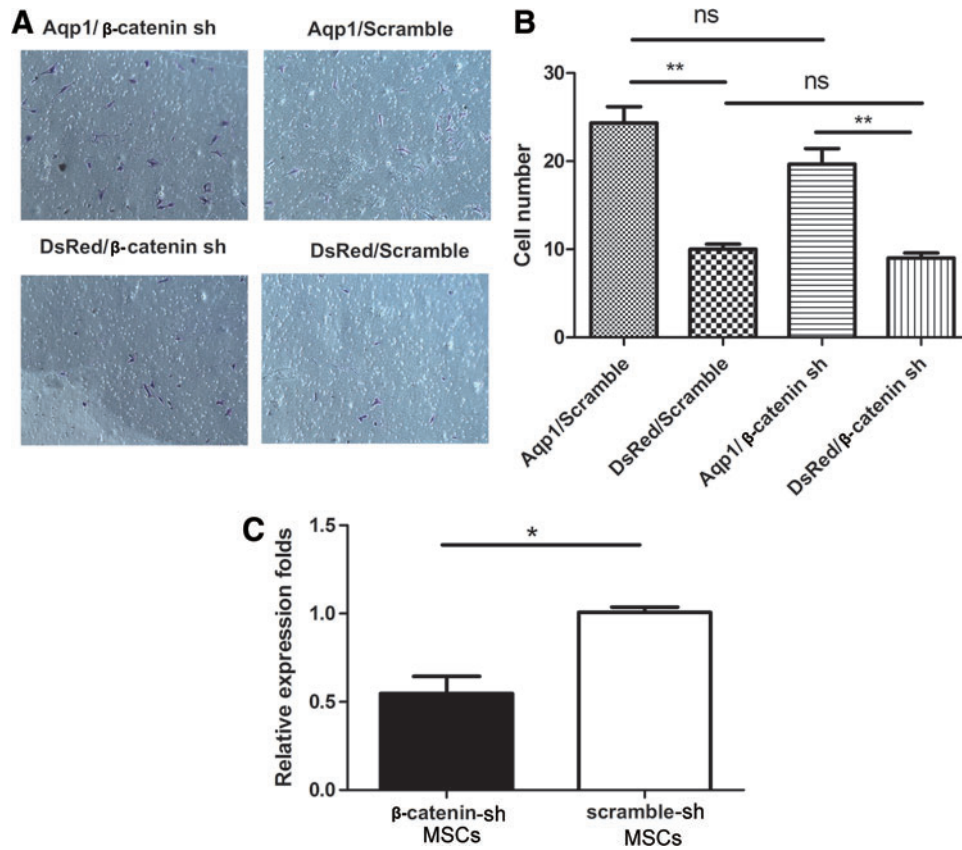 A
Aqp1/ β-catenin sh
Aqp1/Scramble
DsRed/β-catenin sh
DsRed/Scramble
B
ns
**
ns
**
30
20
10
0
Cell number
Aqp1/Scramble
DsRed/Scramble
Aqp1/ β-catenin sh
DsRed/β-catenin sh
C
*
1.5
1.0
0.5
0.0
Relative expression folds
β-catenin-sh
MSCs
scramble-sh
MSCs